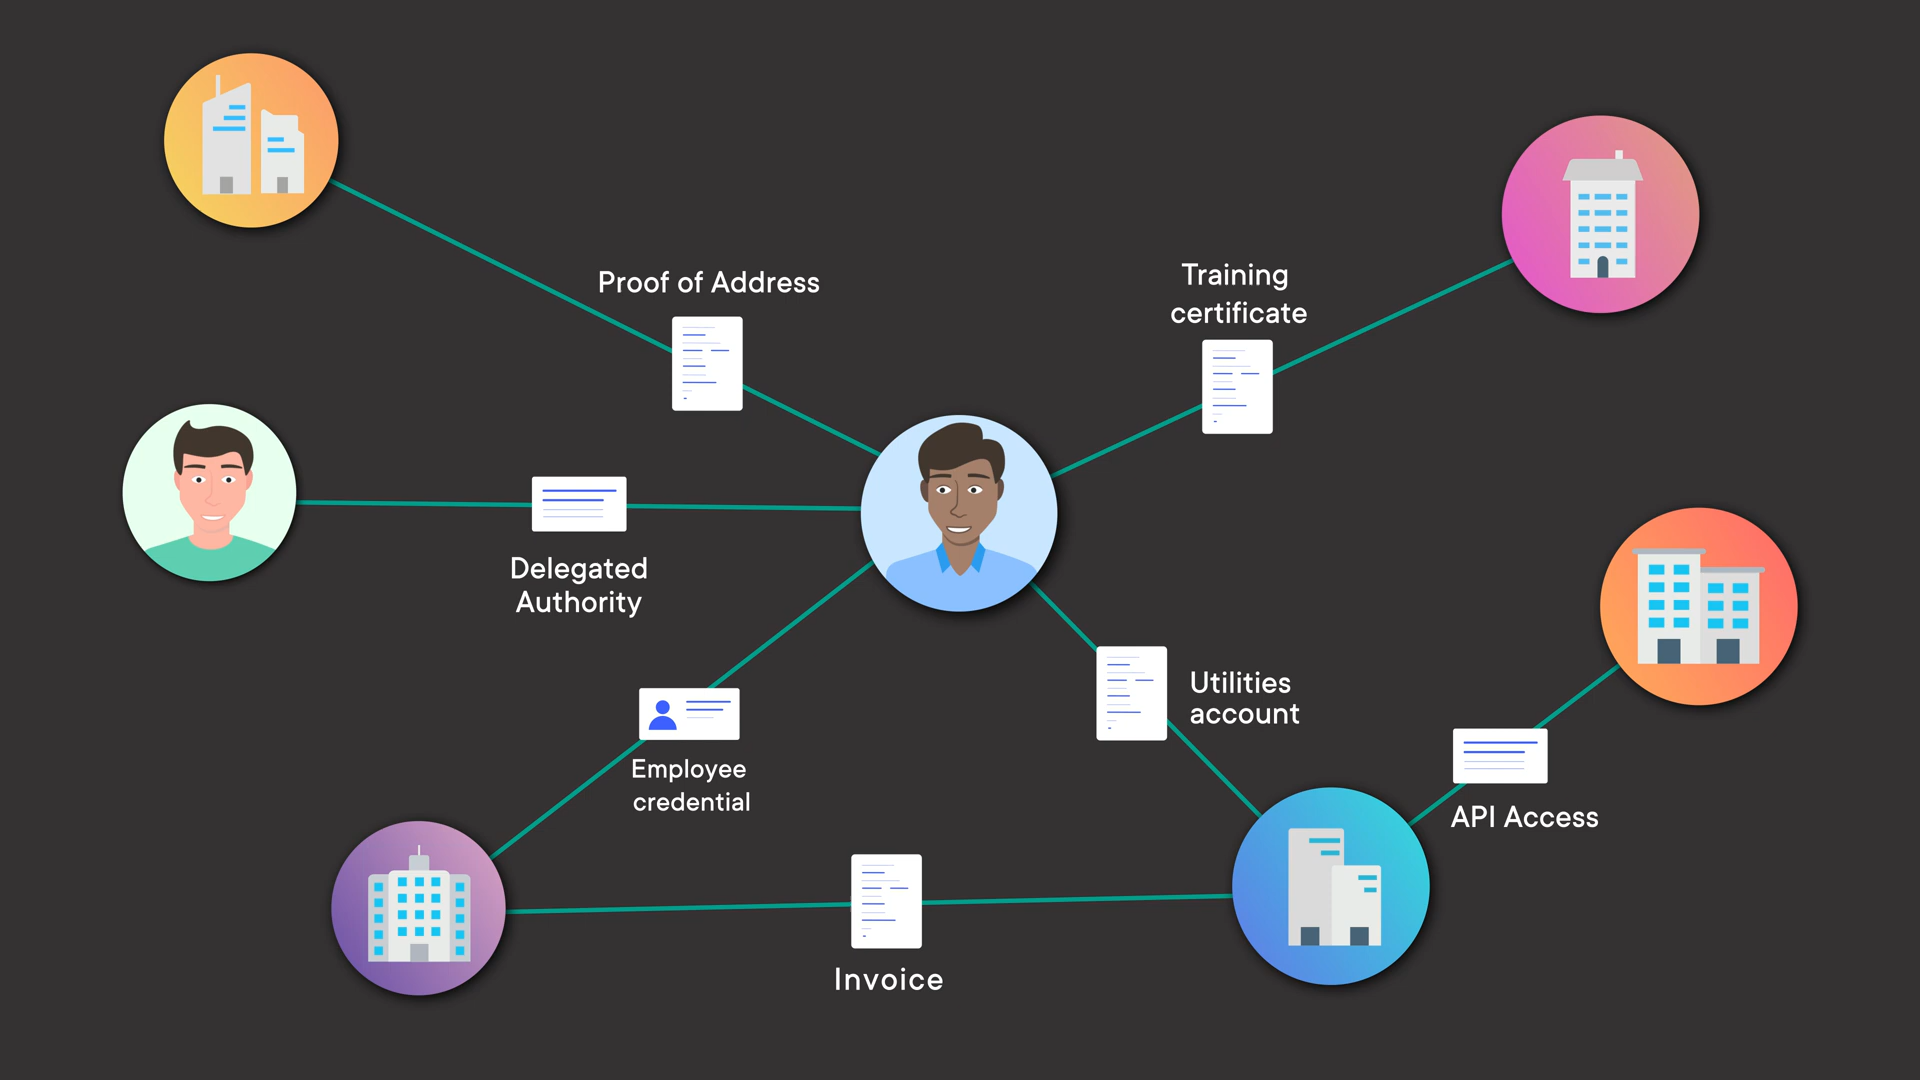 Proof of Address
Training
certificate
Delegated
Authority
Utilities
account
Employee
credential
API Access
Invoice